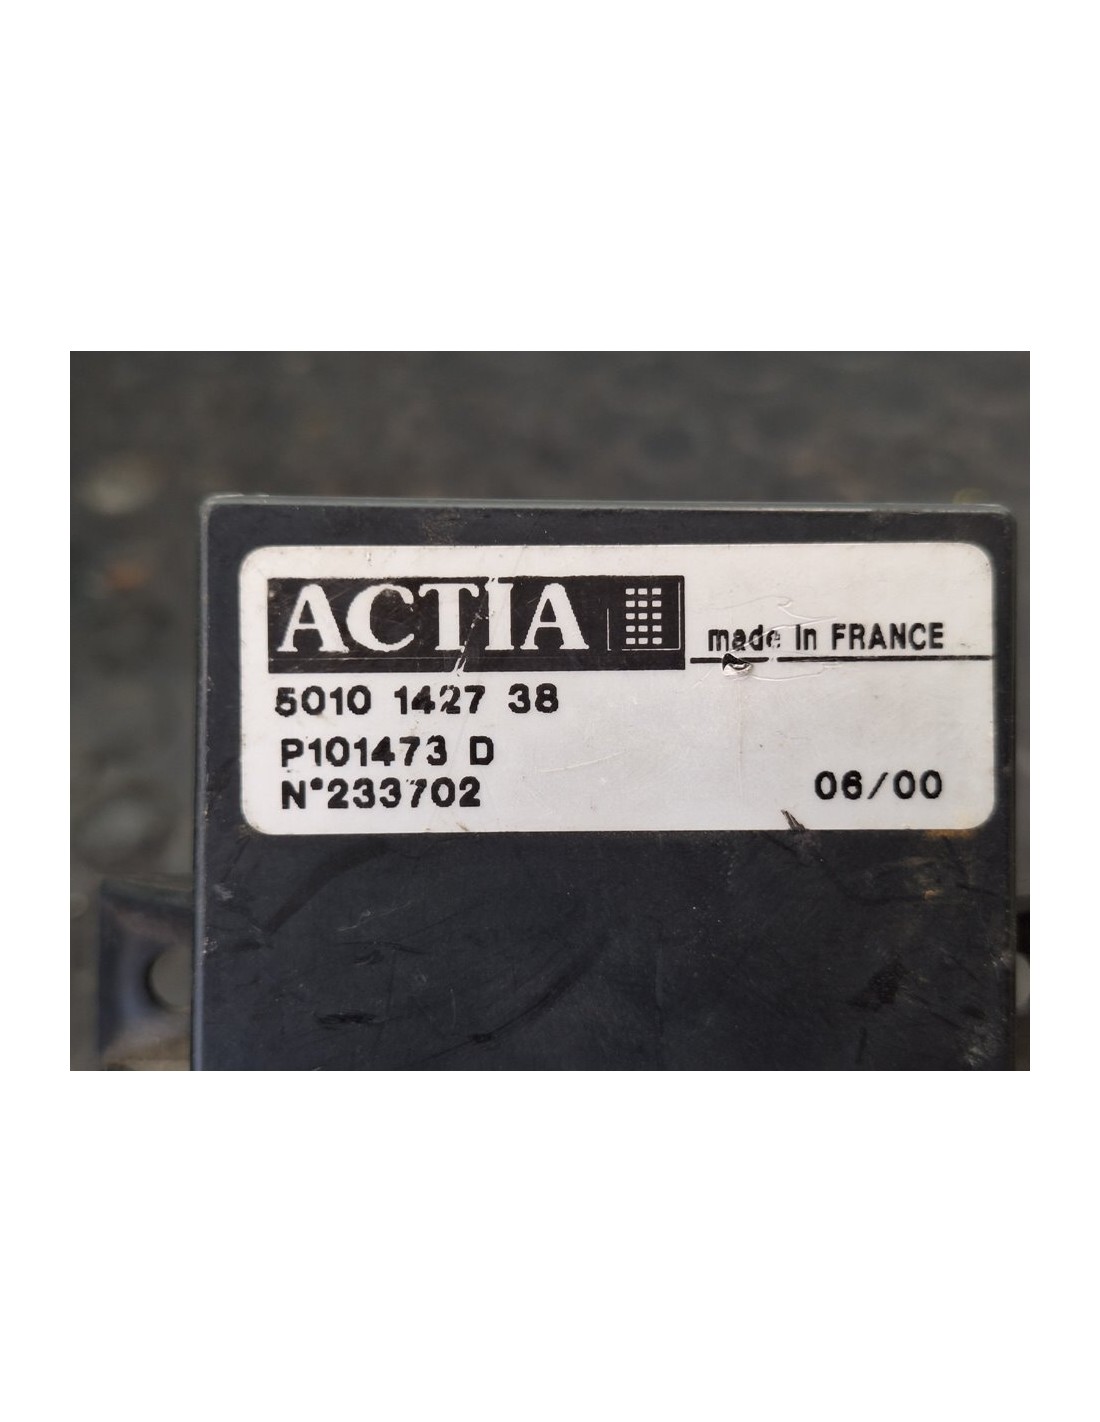 ACTIA
made in FRANCE
5010 1427 38
P101473 D
N°233702
06/00